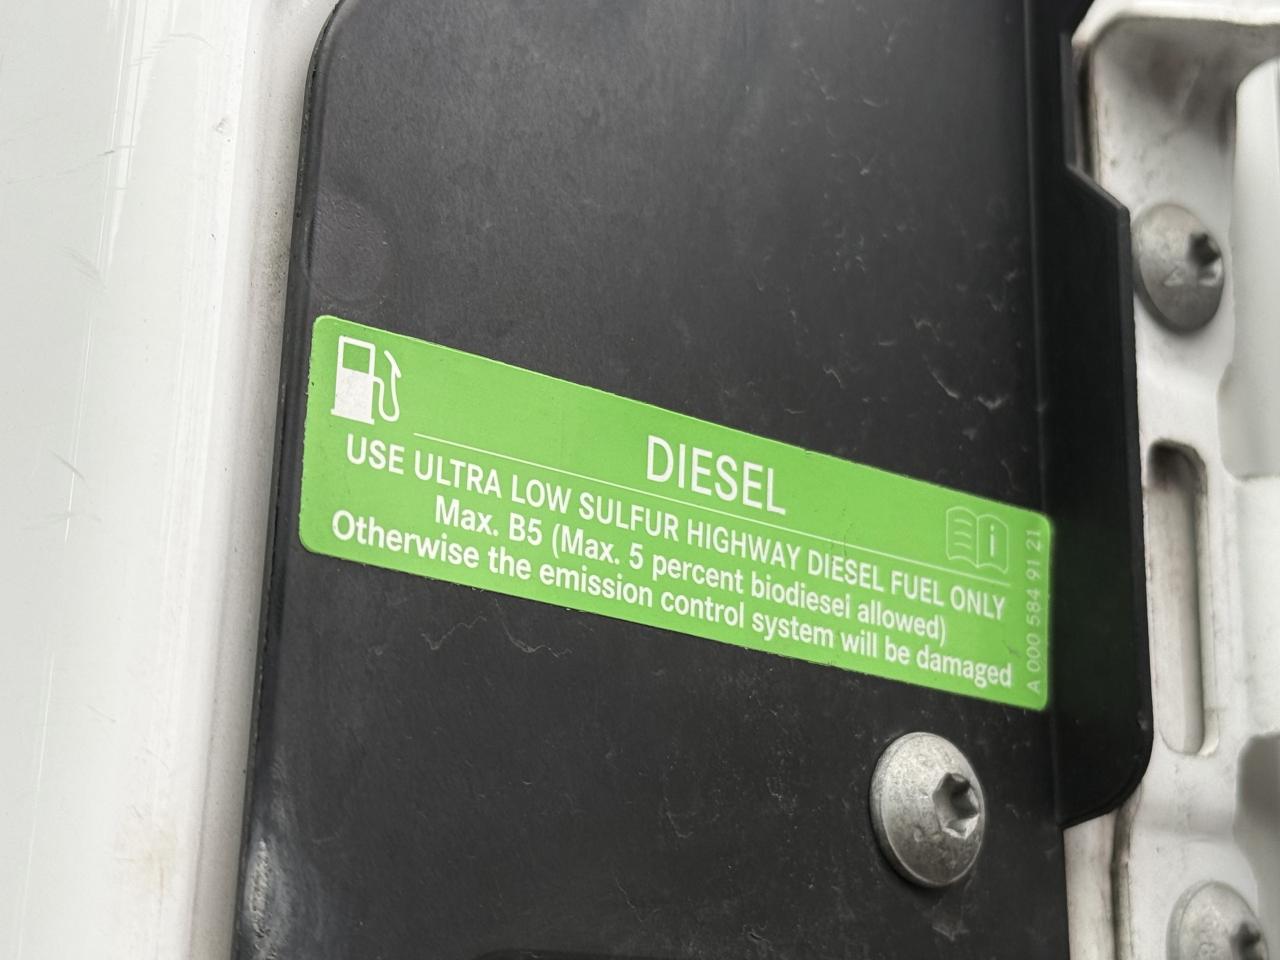 DIESEL
USE ULTRA LOW SULFUR HIGHWAY DIESEL FUEL ONLY
Max. B5 (Max. 5 percent biodiesei allowed)
Otherwise the emission control system will be damaged
A 000 584 91 21